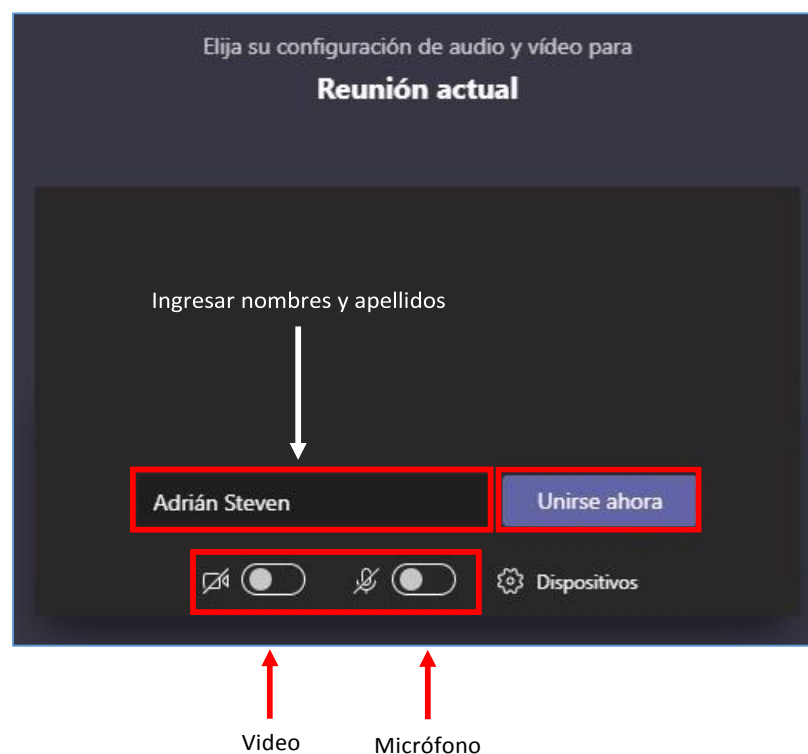 Elija su configuración de audio y vídeo para
Reunión actual
Ingresar nombres y apellidos
Adrián Steven
Unirse ahora
Dispositivos
Video
Micrófono